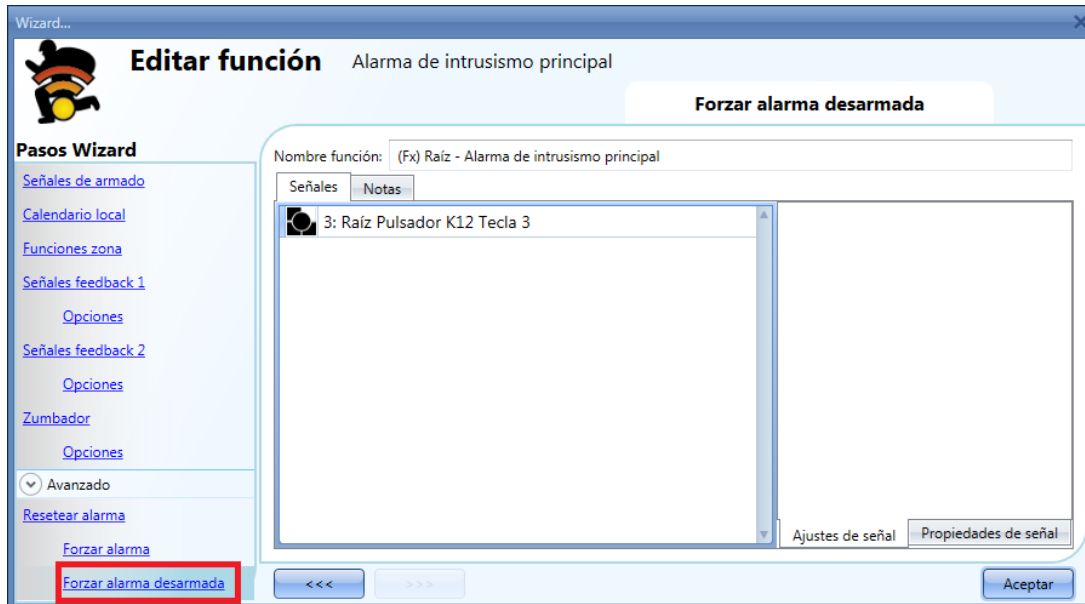 Wizard...
Editar función Alarma de intrusismo principal
Forzar alarma desarmada
Pasos Wizard
Señales de armado
Calendario local
Funciones zona
Señales feedback 1
Opciones
Señales feedback 2
Opciones
Zumbador
Opciones
Avanzado
Resetear alarma
Forzar alarma
Forzar alarma desarmada
Nombre función: (Fx) Raíz - Alarma de intrusismo principal
Señales Notas
3: Raíz Pulsador K12 Tecla 3
Ajustes de señal Propiedades de señal
<<< >>> Aceptar